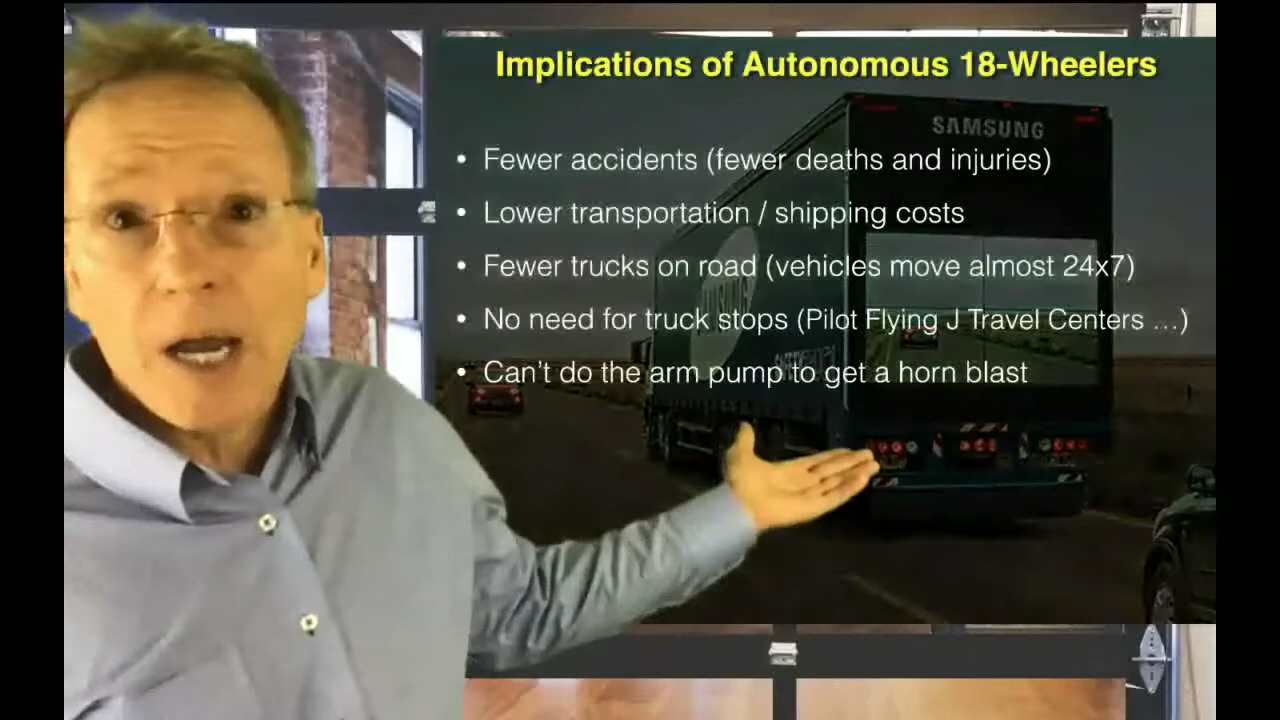 Implications of Autonomous 18-Wheelers
SAMSUNG
• Fewer accidents (fewer deaths and injuries)
• Lower transportation / shipping costs
• Fewer trucks on road (vehicles move almost 24x7)
• No need for truck stops (Pilot Flying J Travel Centers ...)
• Can't do the arm pump to get a horn blast